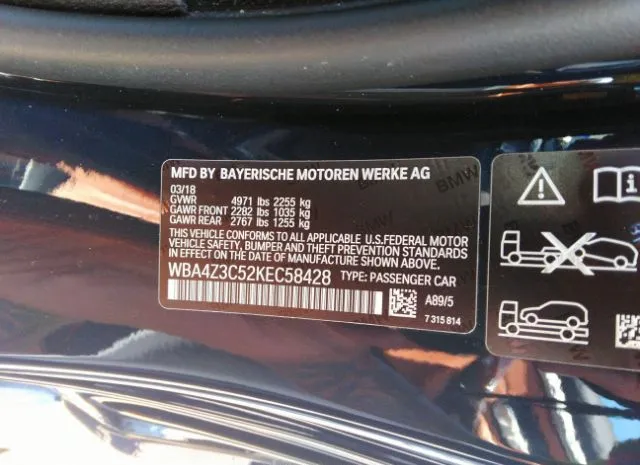 MFD BY BAYERISCHE MOTOREN WERKE AG
03/18
GVWR 4971 lbs 2255 kg
GAWR FRONT 2282 lbs 1035 kg
GAWR REAR 2767 lbs 1255 kg
THIS VEHICLE CONFORMS TO ALL APPLICABLE U.S.FEDERAL MOTOR
VEHICLE SAFETY, BUMPER AND THEFT PREVENTION STANDARDS
IN EFFECT ON THE DATE OF MANUFACTURE SHOWN ABOVE.
WBA4Z3C52KEC58428 TYPE: PASSENGER CAR
A89/5
7 315 814
BMW